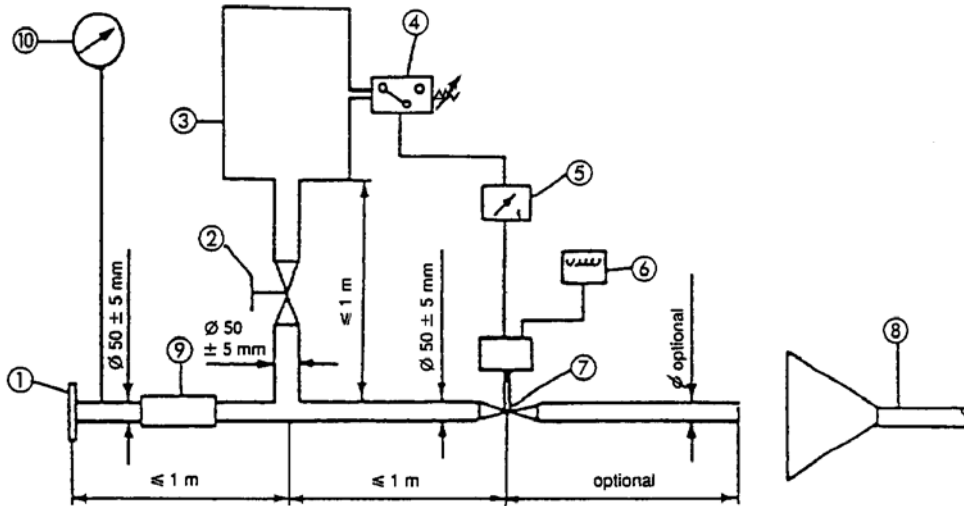 ⑩
④
③
⑤
②
⑥
≤ 1 m
Ø 50 ± 5 mm
Ø 50
± 5 mm
Ø 50 ± 5 mm
Ø optional
⑨
⑦
⑧
①
≤ 1 m
≤ 1 m
optional